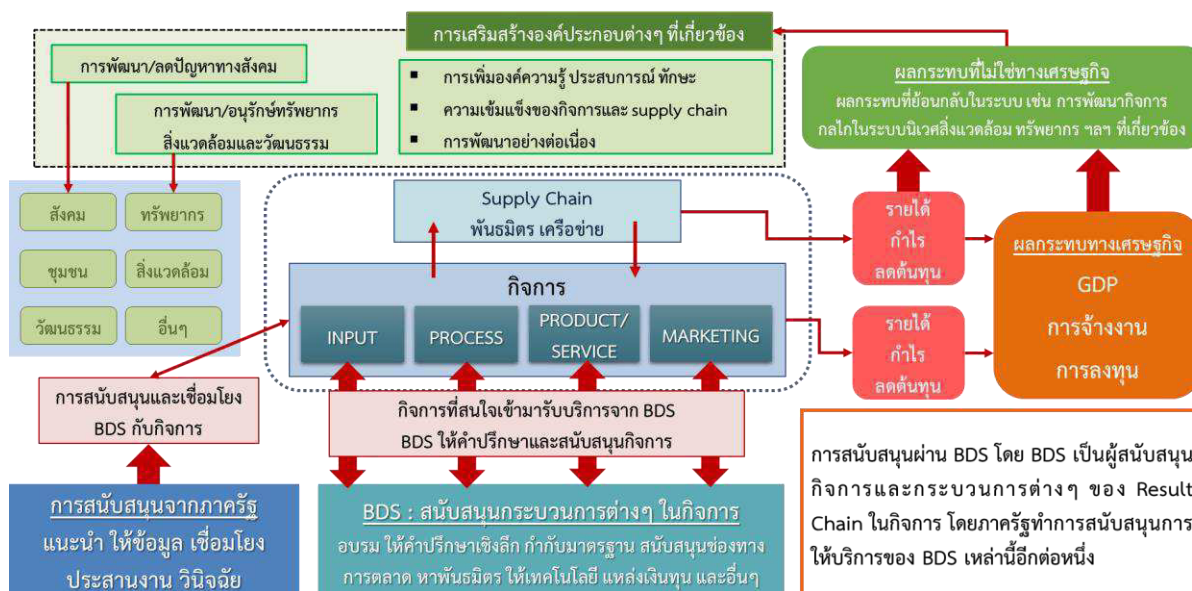 การเสริมสร้างองค์ประกอบต่างๆ ที่เกี่ยวข้อง
การพัฒนา/ลดปัญหาทางสังคม
การพัฒนา/อนุรักษ์ทรัพยากร
สิ่งแวดล้อมและวัฒนธรรม
▪ การเพิ่มองค์ความรู้ ประสบการณ์ ทักษะ
▪ ความเข้มแข็งของกิจการและ supply chain
▪ การพัฒนาอย่างต่อเนื่อง
ผลกระทบที่ไม่ใช่ทางเศรษฐกิจ
ผลกระทบที่ย้อนกลับในระบบ เช่น การพัฒนากิจการ
กลไกในระบบนิเวศสิ่งแวดล้อม ทรัพยากร ฯลฯ ที่เกี่ยวข้อง
สังคม
ทรัพยากร
ชุมชน
สิ่งแวดล้อม
วัฒนธรรม
อื่นๆ
Supply Chain
พันธมิตร เครือข่าย
กิจการ
INPUT
PROCESS
PRODUCT/
SERVICE
MARKETING
รายได้
กำไร
ลดต้นทุน
รายได้
กำไร
ลดต้นทุน
ผลกระทบทางเศรษฐกิจ
GDP
การจ้างงาน
การลงทุน
การสนับสนุนและเชื่อมโยง
BDS กับกิจการ
กิจการที่สนใจเข้ามารับบริการจาก BDS
BDS ให้คำปรึกษาและสนับสนุนกิจการ
การสนับสนุนจากภาครัฐ
แนะนำ ให้ข้อมูล เชื่อมโยง
ประสานงาน วินิจฉัย
BDS : สนับสนุนกระบวนการต่างๆ ในกิจการ
อบรม ให้คำปรึกษาเชิงลึก กำกับมาตรฐาน สนับสนุนช่องทาง
การตลาด หาพันธมิตร ให้เทคโนโลยี แหล่งเงินทุน และอื่นๆ
การสนับสนุนผ่าน BDS โดย BDS เป็นผู้สนับสนุน
กิจการและกระบวนการต่างๆ ของ Result
Chain ในกิจการ โดยภาครัฐทำการสนับสนุนการ
ให้บริการของ BDS เหล่านี้อีกต่อหนึ่ง